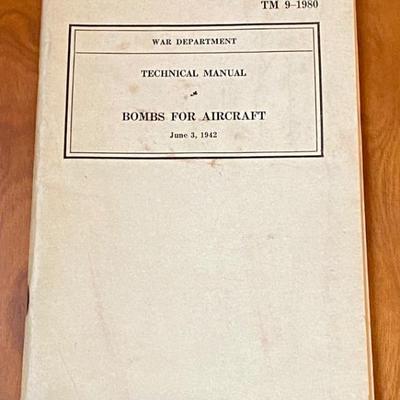 TM 9–1980
WAR DEPARTMENT
TECHNICAL MANUAL
BOMBS FOR AIRCRAFT
June 3, 1942